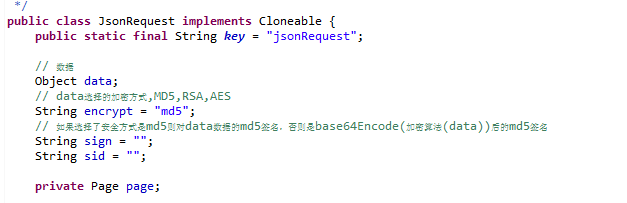 */
public class JsonRequest implements Cloneable {
public static final String key = "jsonRequest";
// 数据
Object data;
// data选择的加密方式,MD5,RSA,AES
String encrypt = "md5";
// 如果选择了安全方式是md5则对data数据的md5签名，否则是base64Encode(加密算法(data))后的md5签名
String sign = "";
String sid = "";
private Page page;